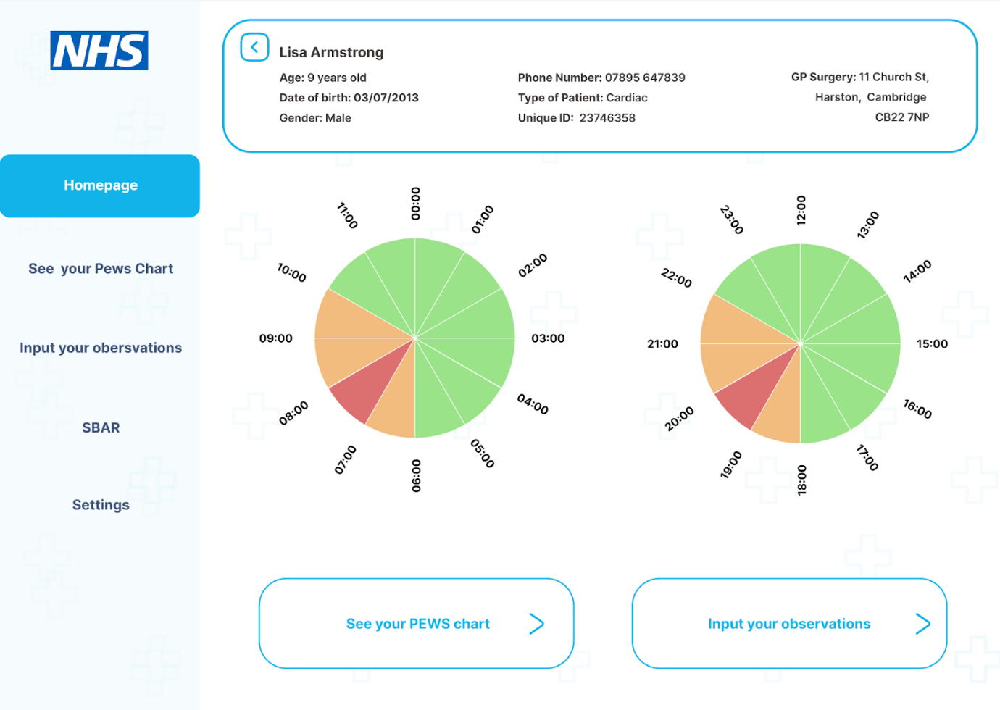 NHS
Homepage
See your Pews Chart
Input your obersvations
SBAR
Settings
Lisa Armstrong
Age: 9 years old
Date of birth: 03/07/2013
Gender: Male
Phone Number: 07895 647839
Type of Patient: Cardiac
Unique ID: 23746358
GP Surgery: 11 Church St,
Harston, Cambridge
CB22 7NP
00:00
01:00
02:00
03:00
04:00
05:00
06:00
07:00
08:00
09:00
10:00
11:00
12:00
13:00
14:00
15:00
16:00
17:00
18:00
19:00
20:00
21:00
22:00
23:00
See your PEWS chart
Input your observations